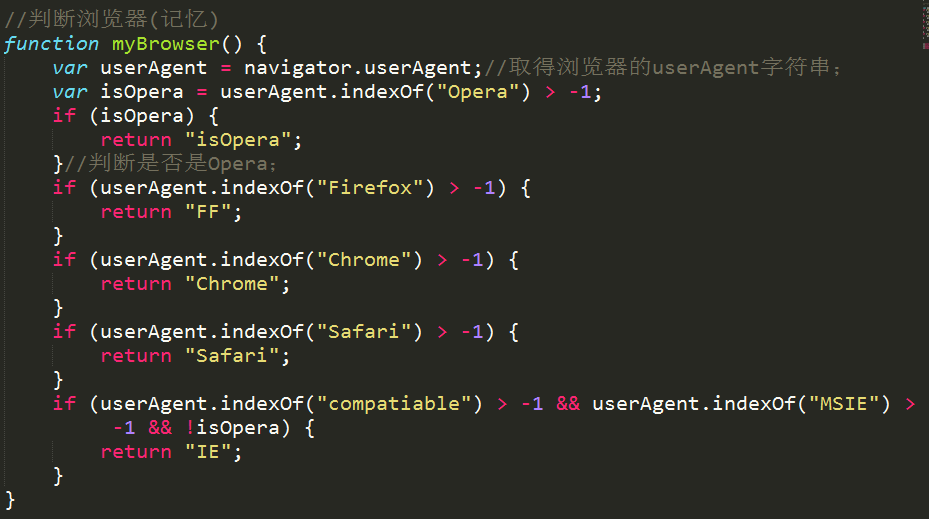 //判断浏览器(记忆)
function myBrowser() {
    var userAgent = navigator.userAgent;//取得浏览器的userAgent字符串;
    var isOpera = userAgent.indexOf("Opera") > -1;
    if (isOpera) {
        return "isOpera";
    }//判断是否是Opera;
    if (userAgent.indexOf("Firefox") > -1) {
        return "FF";
    }
    if (userAgent.indexOf("Chrome") > -1) {
        return "Chrome";
    }
    if (userAgent.indexOf("Safari") > -1) {
        return "Safari";
    }
    if (userAgent.indexOf("compatiable") > -1 && userAgent.indexOf("MSIE") >
         -1 && !isOpera) {
        return "IE";
    }
}